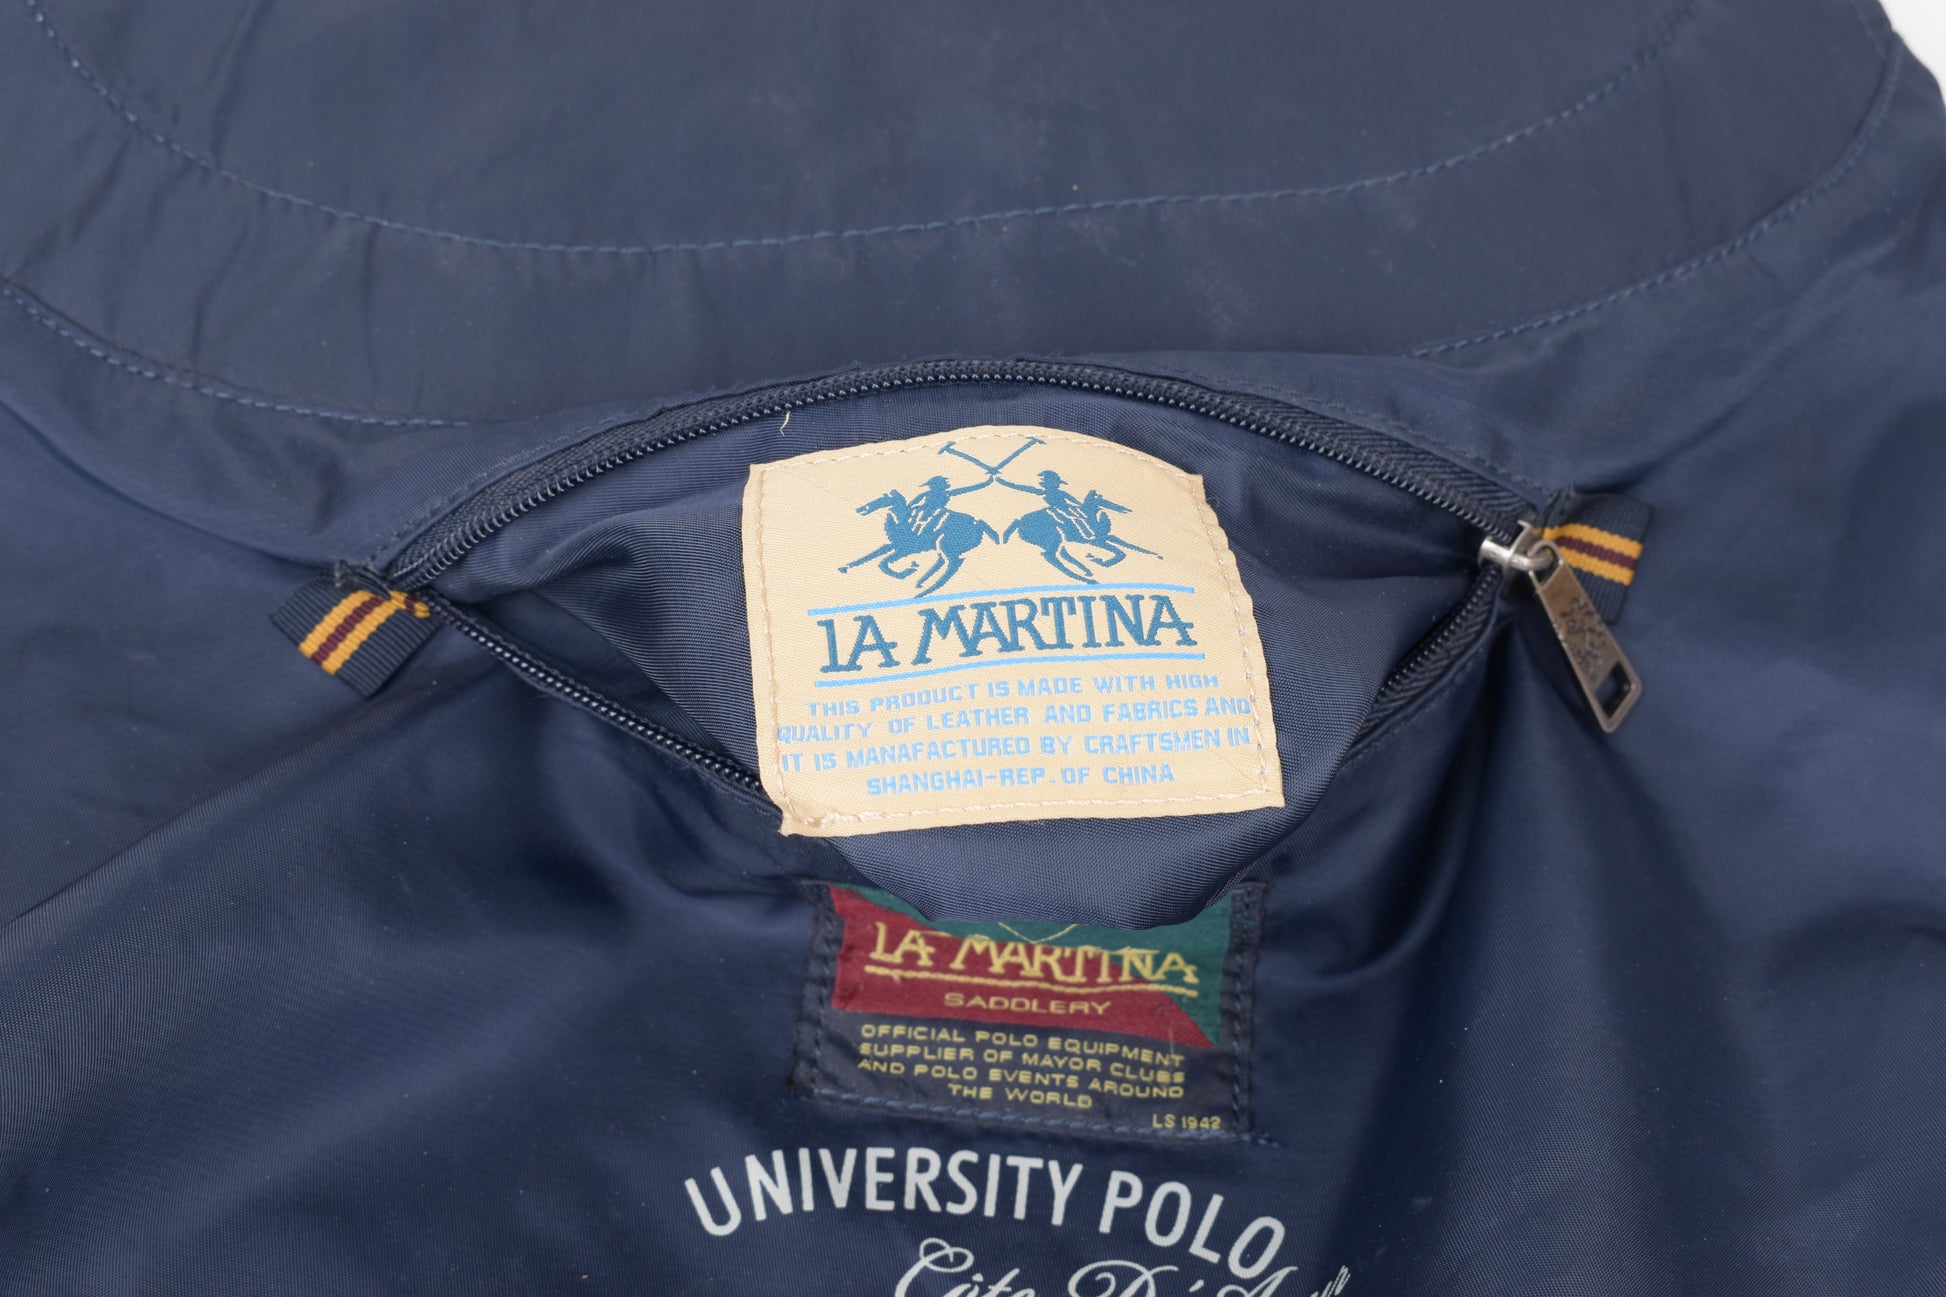 LA MARTINA
THIS PRODUCT IS MADE WITH HIGH
QUALITY OF LEATHER AND FABRICS AND
IT IS MANAFACTURED BY CRAFTSMEN IN
SHANGHAI-REP. OF CHINA
LA MARTINA
SADDLERY
OFFICIAL POLO EQUIPMENT
SUPPLIER OF MAYOR CLUBS
AND POLO EVENTS AROUND
THE WORLD
LS 1942
UNIVERSITY POLO
Côte